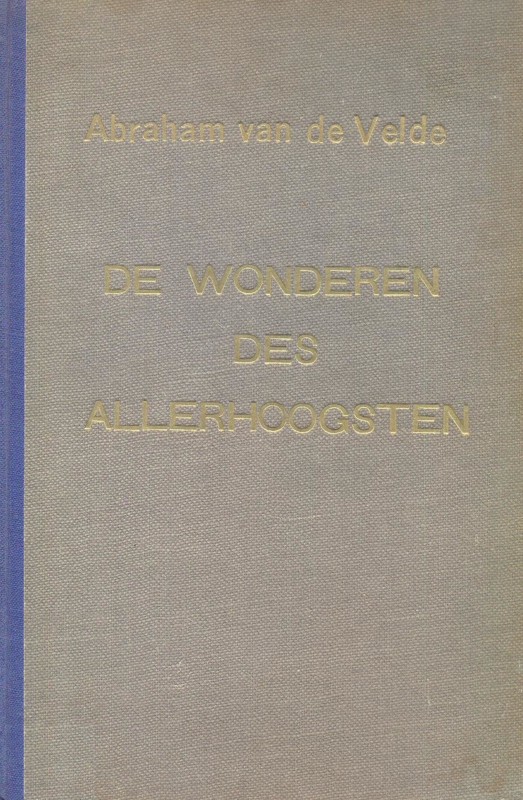 Abraham van de Velde
DE WONDEREN
DES
ALLERHOOGSTEN